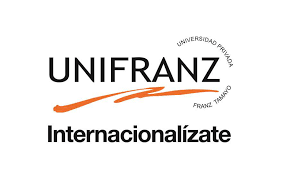 UNIVERSIDAD PRIVADA
UNIFRANZ
FRANZ TAMAYO
Internacionalízate